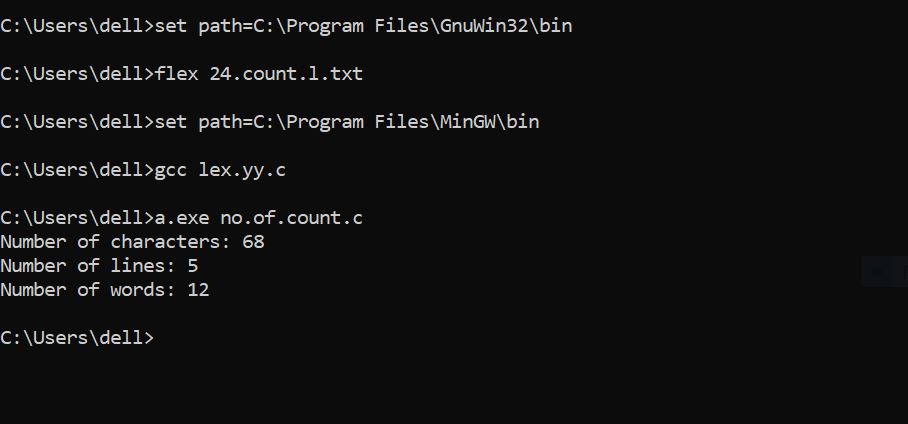 C:\Users\dell>set path=C:\Program Files\GnuWin32\bin
C:\Users\dell>flex 24.count.l.txt
C:\Users\dell>set path=C:\Program Files\MinGW\bin
C:\Users\dell>gcc lex.yy.c
C:\Users\dell>a.exe no.of.count.c
Number of characters: 68
Number of lines: 5
Number of words: 12
C:\Users\dell>